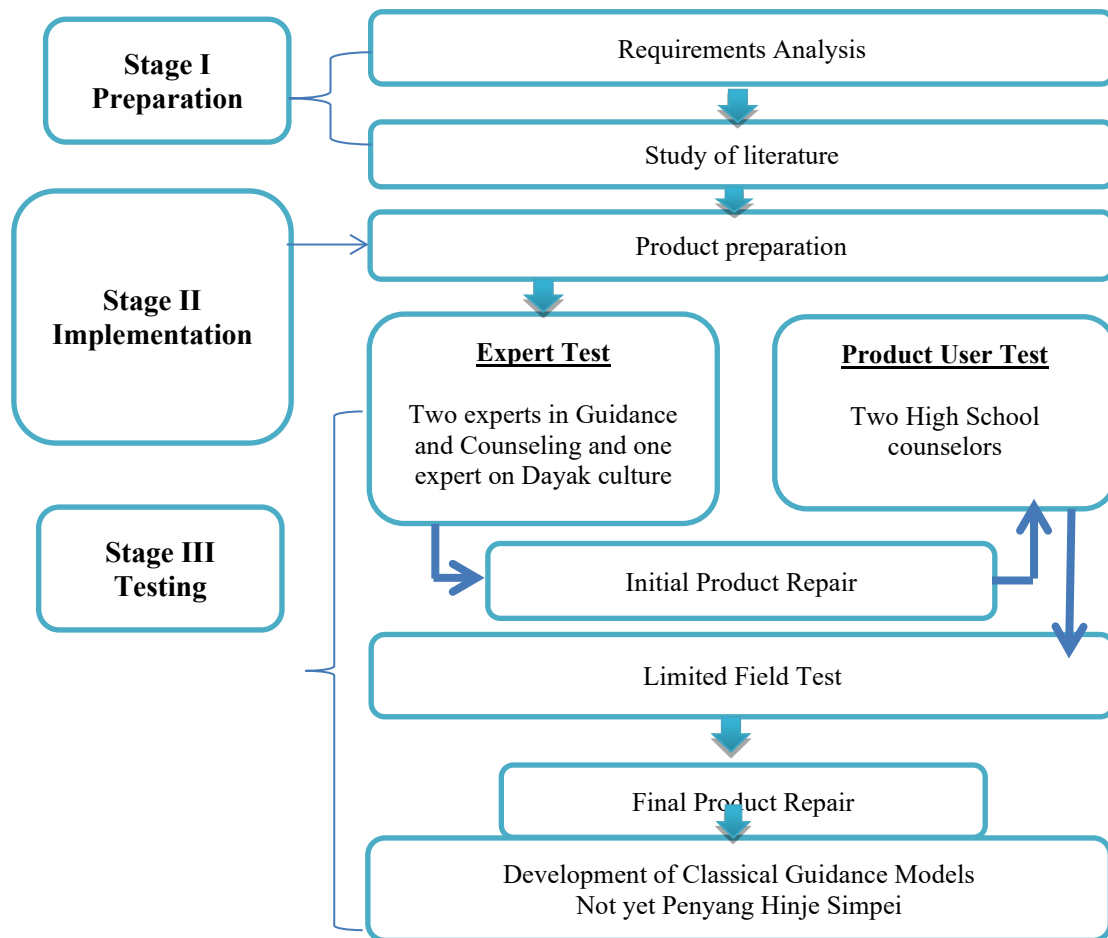 Stage I
Preparation
Requirements Analysis
Study of literature
Stage II
Implementation
Product preparation
Expert Test
Two experts in Guidance
and Counseling and one
expert on Dayak culture
Product User Test
Two High School
counselors
Stage III
Testing
Initial Product Repair
Limited Field Test
Final Product Repair
Development of Classical Guidance Models
Not yet Penyang Hinje Simpei